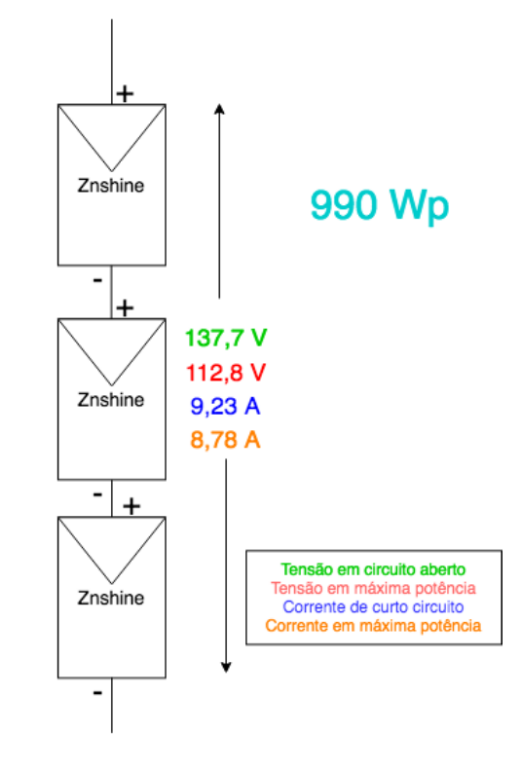 +
Znshine
-
+
990 Wp
137,7 V
112,8 V
9,23 A
8,78 A
Znshine
-
+
Znshine
-
Tensão em circuito aberto
Tensão em máxima potência
Corrente de curto circuito
Corrente em máxima potência